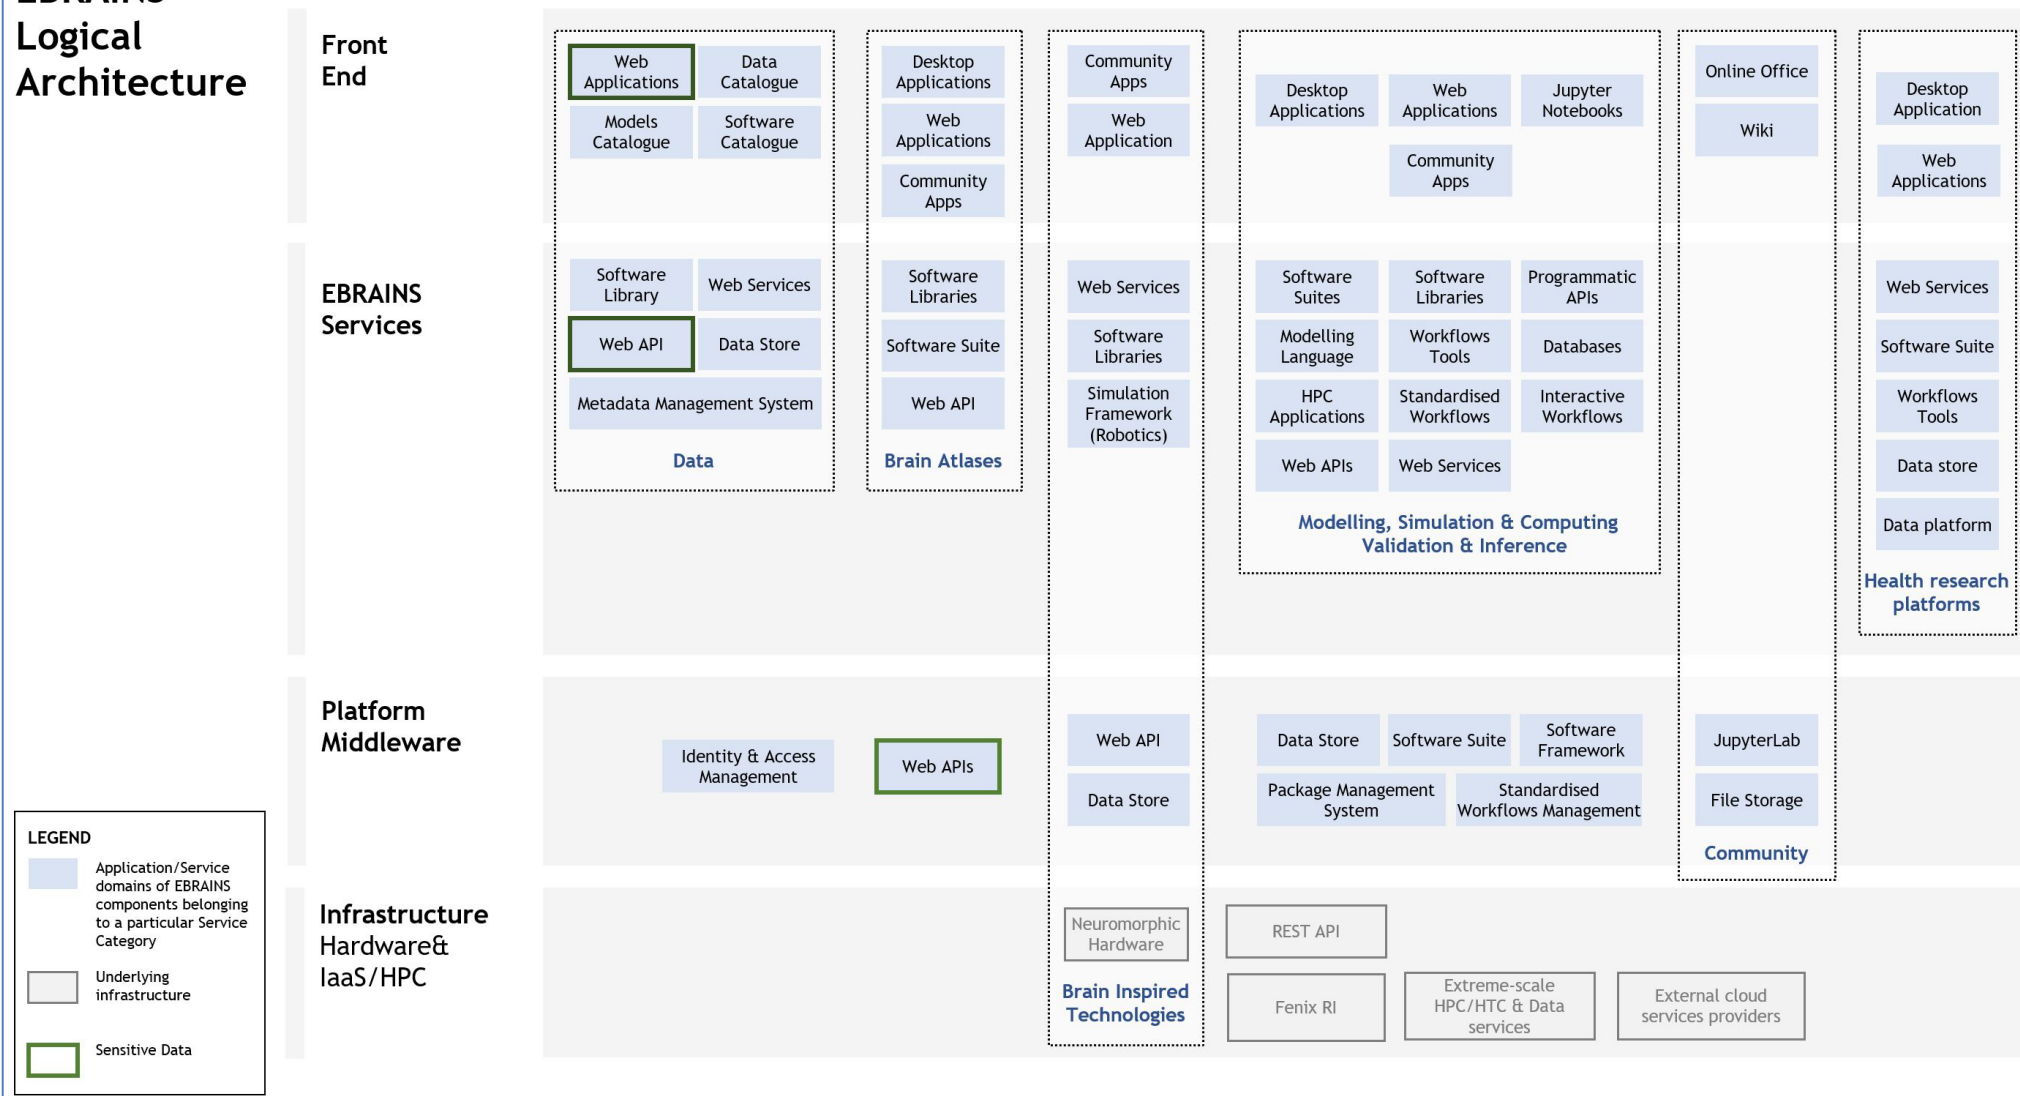 EBRAINS
Logical
Architecture
Front
End
Web
Applications
Data
Catalogue
Models
Catalogue
Software
Catalogue
Desktop
Applications
Web
Applications
Community
Apps
Community
Apps
Web
Application
Desktop
Applications
Web
Applications
Jupyter
Notebooks
Community
Apps
Online Office
Wiki
Desktop
Application
Web
Applications
EBRAINS
Services
Software
Library
Web Services
Web API
Data Store
Metadata Management System
Data
Software
Libraries
Software Suite
Web API
Brain Atlases
Web Services
Software
Libraries
Simulation
Framework
(Robotics)
Software
Suites
Software
Libraries
Programmatic
APIs
Modelling
Language
Workflows
Tools
Databases
HPC
Applications
Standardised
Workflows
Interactive
Workflows
Web APIs
Web Services
Modelling, Simulation & Computing
Validation & Inference
Web Services
Software Suite
Workflows
Tools
Data store
Data platform
Health research
platforms
Platform
Middleware
Identity & Access
Management
Web APIs
Web API
Data Store
Data Store
Software Suite
Software
Framework
Package Management
System
Standardised
Workflows Management
JupyterLab
File Storage
Community
Infrastructure
Hardware&
IaaS/HPC
Neuromorphic
Hardware
Brain Inspired
Technologies
REST API
Fenix RI
Extreme-scale
HPC/HTC & Data
services
External cloud
services providers
LEGEND
Application/Service
domains of EBRAINS
components belonging
to a particular Service
Category
Underlying
infrastructure
Sensitive Data